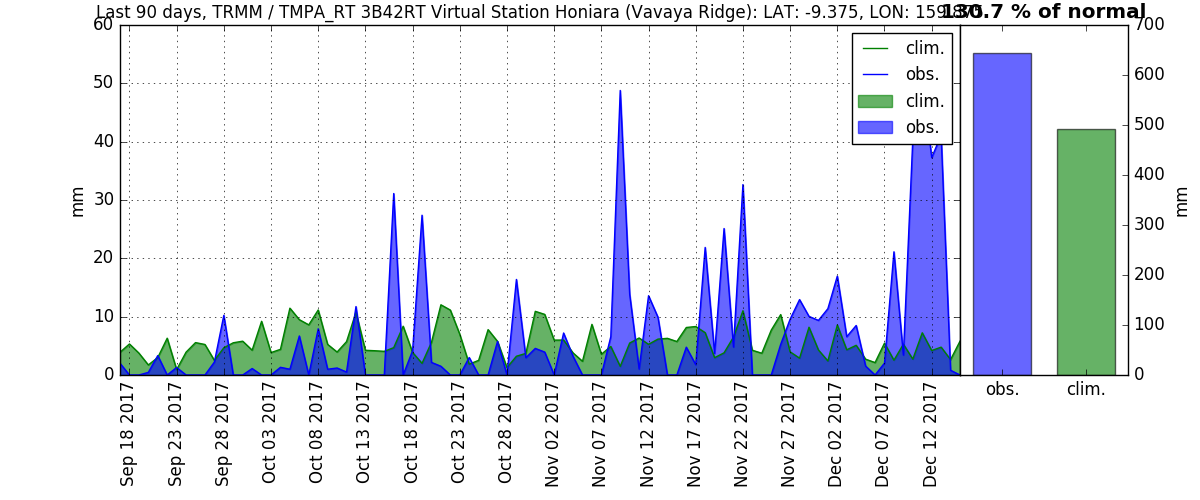 Last 90 days, TRMM / TMPA_RT 3B42RT Virtual Station Honiara (Vavaya Ridge): LAT: -9.375, LON:
130.7 % of normal
60
50
40
30
20
10
0
mm
clim.
obs.
clim.
obs.
700
600
500
400
300
200
100
0
mm
obs.
clim.
Sep 18 2017
Sep 23 2017
Sep 28 2017
Oct 03 2017
Oct 08 2017
Oct 13 2017
Oct 18 2017
Oct 23 2017
Oct 28 2017
Nov 02 2017
Nov 07 2017
Nov 12 2017
Nov 17 2017
Nov 22 2017
Nov 27 2017
Dec 02 2017
Dec 07 2017
Dec 12 2017